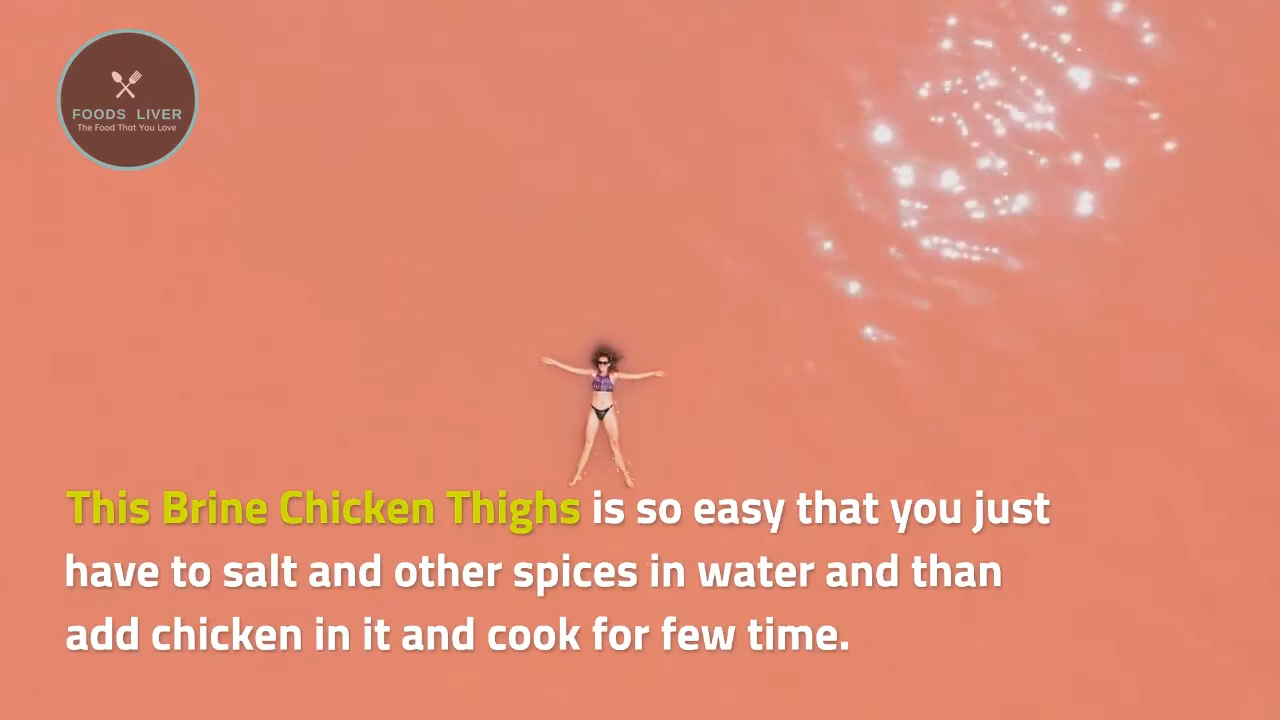 FOODS LIVER
The Food That You Love
This Brine Chicken Thighs is so easy that you just
have to salt and other spices in water and than
add chicken in it and cook for few time.